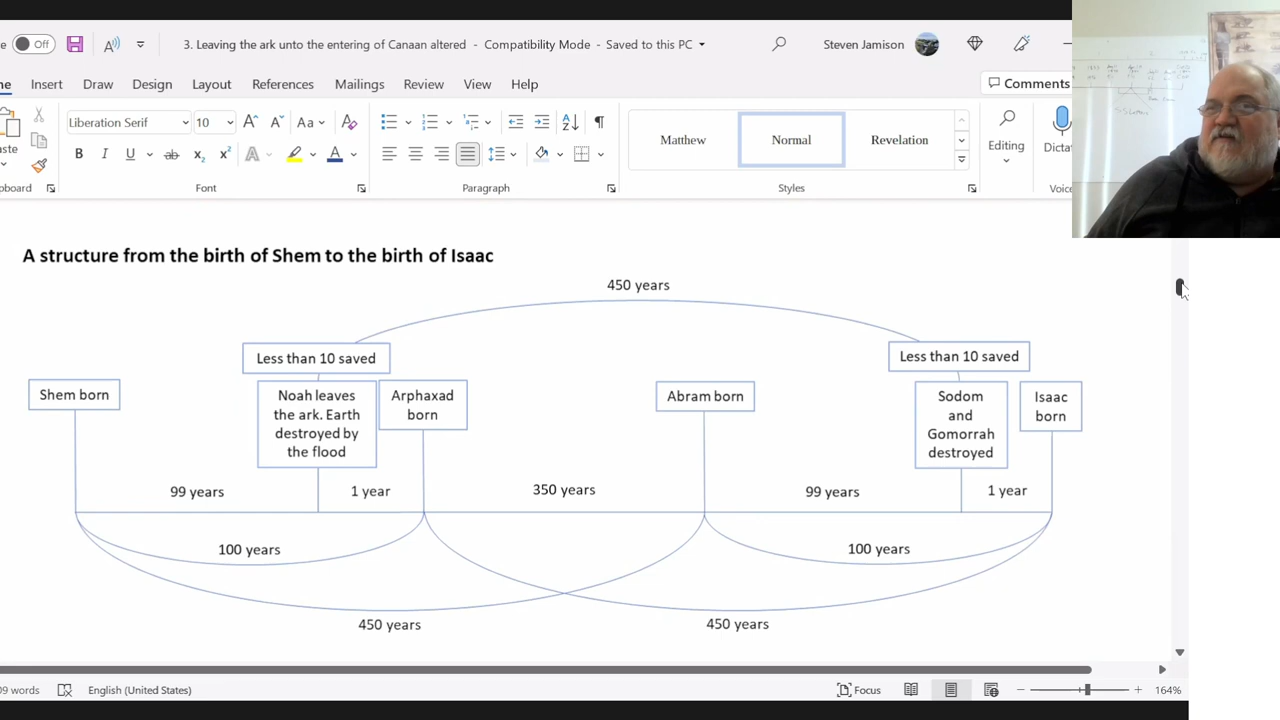 Off
3. Leaving the ark unto the entering of Canaan altered - Compatibility Mode - Saved to this PC
Steven Jamison
Insert Draw Design Layout References Mailings Review View Help
Comments
Liberation Serif 10
Matthew Normal Revelation
Editing
Font Paragraph Styles
A structure from the birth of Shem to the birth of Isaac
450 years
Less than 10 saved
Less than 10 saved
Shem born
Noah leaves
the ark. Earth
destroyed by
the flood
Arphaxad
born
Abram born
Sodom
and
Gomorrah
destroyed
Isaac
born
99 years
1 year
350 years
99 years
1 year
100 years
100 years
450 years
450 years
English (United States)
Focus
164%